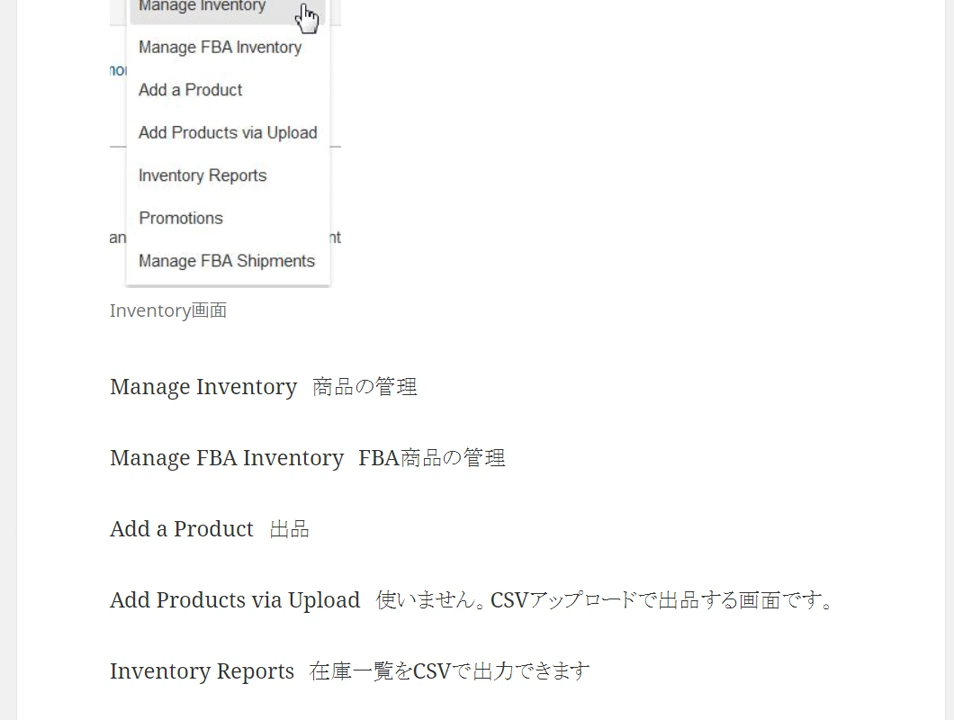 Manage Inventory
Manage FBA Inventory
Add a Product
Add Products via Upload
Inventory Reports
Promotions
Manage FBA Shipments
Inventory画面
Manage Inventory 商品の管理
Manage FBA Inventory FBA商品の管理
Add a Product 出品
Add Products via Upload 使いません。CSVアップロードで出品する画面です。
Inventory Reports 在庫一覧をCSVで出力できます